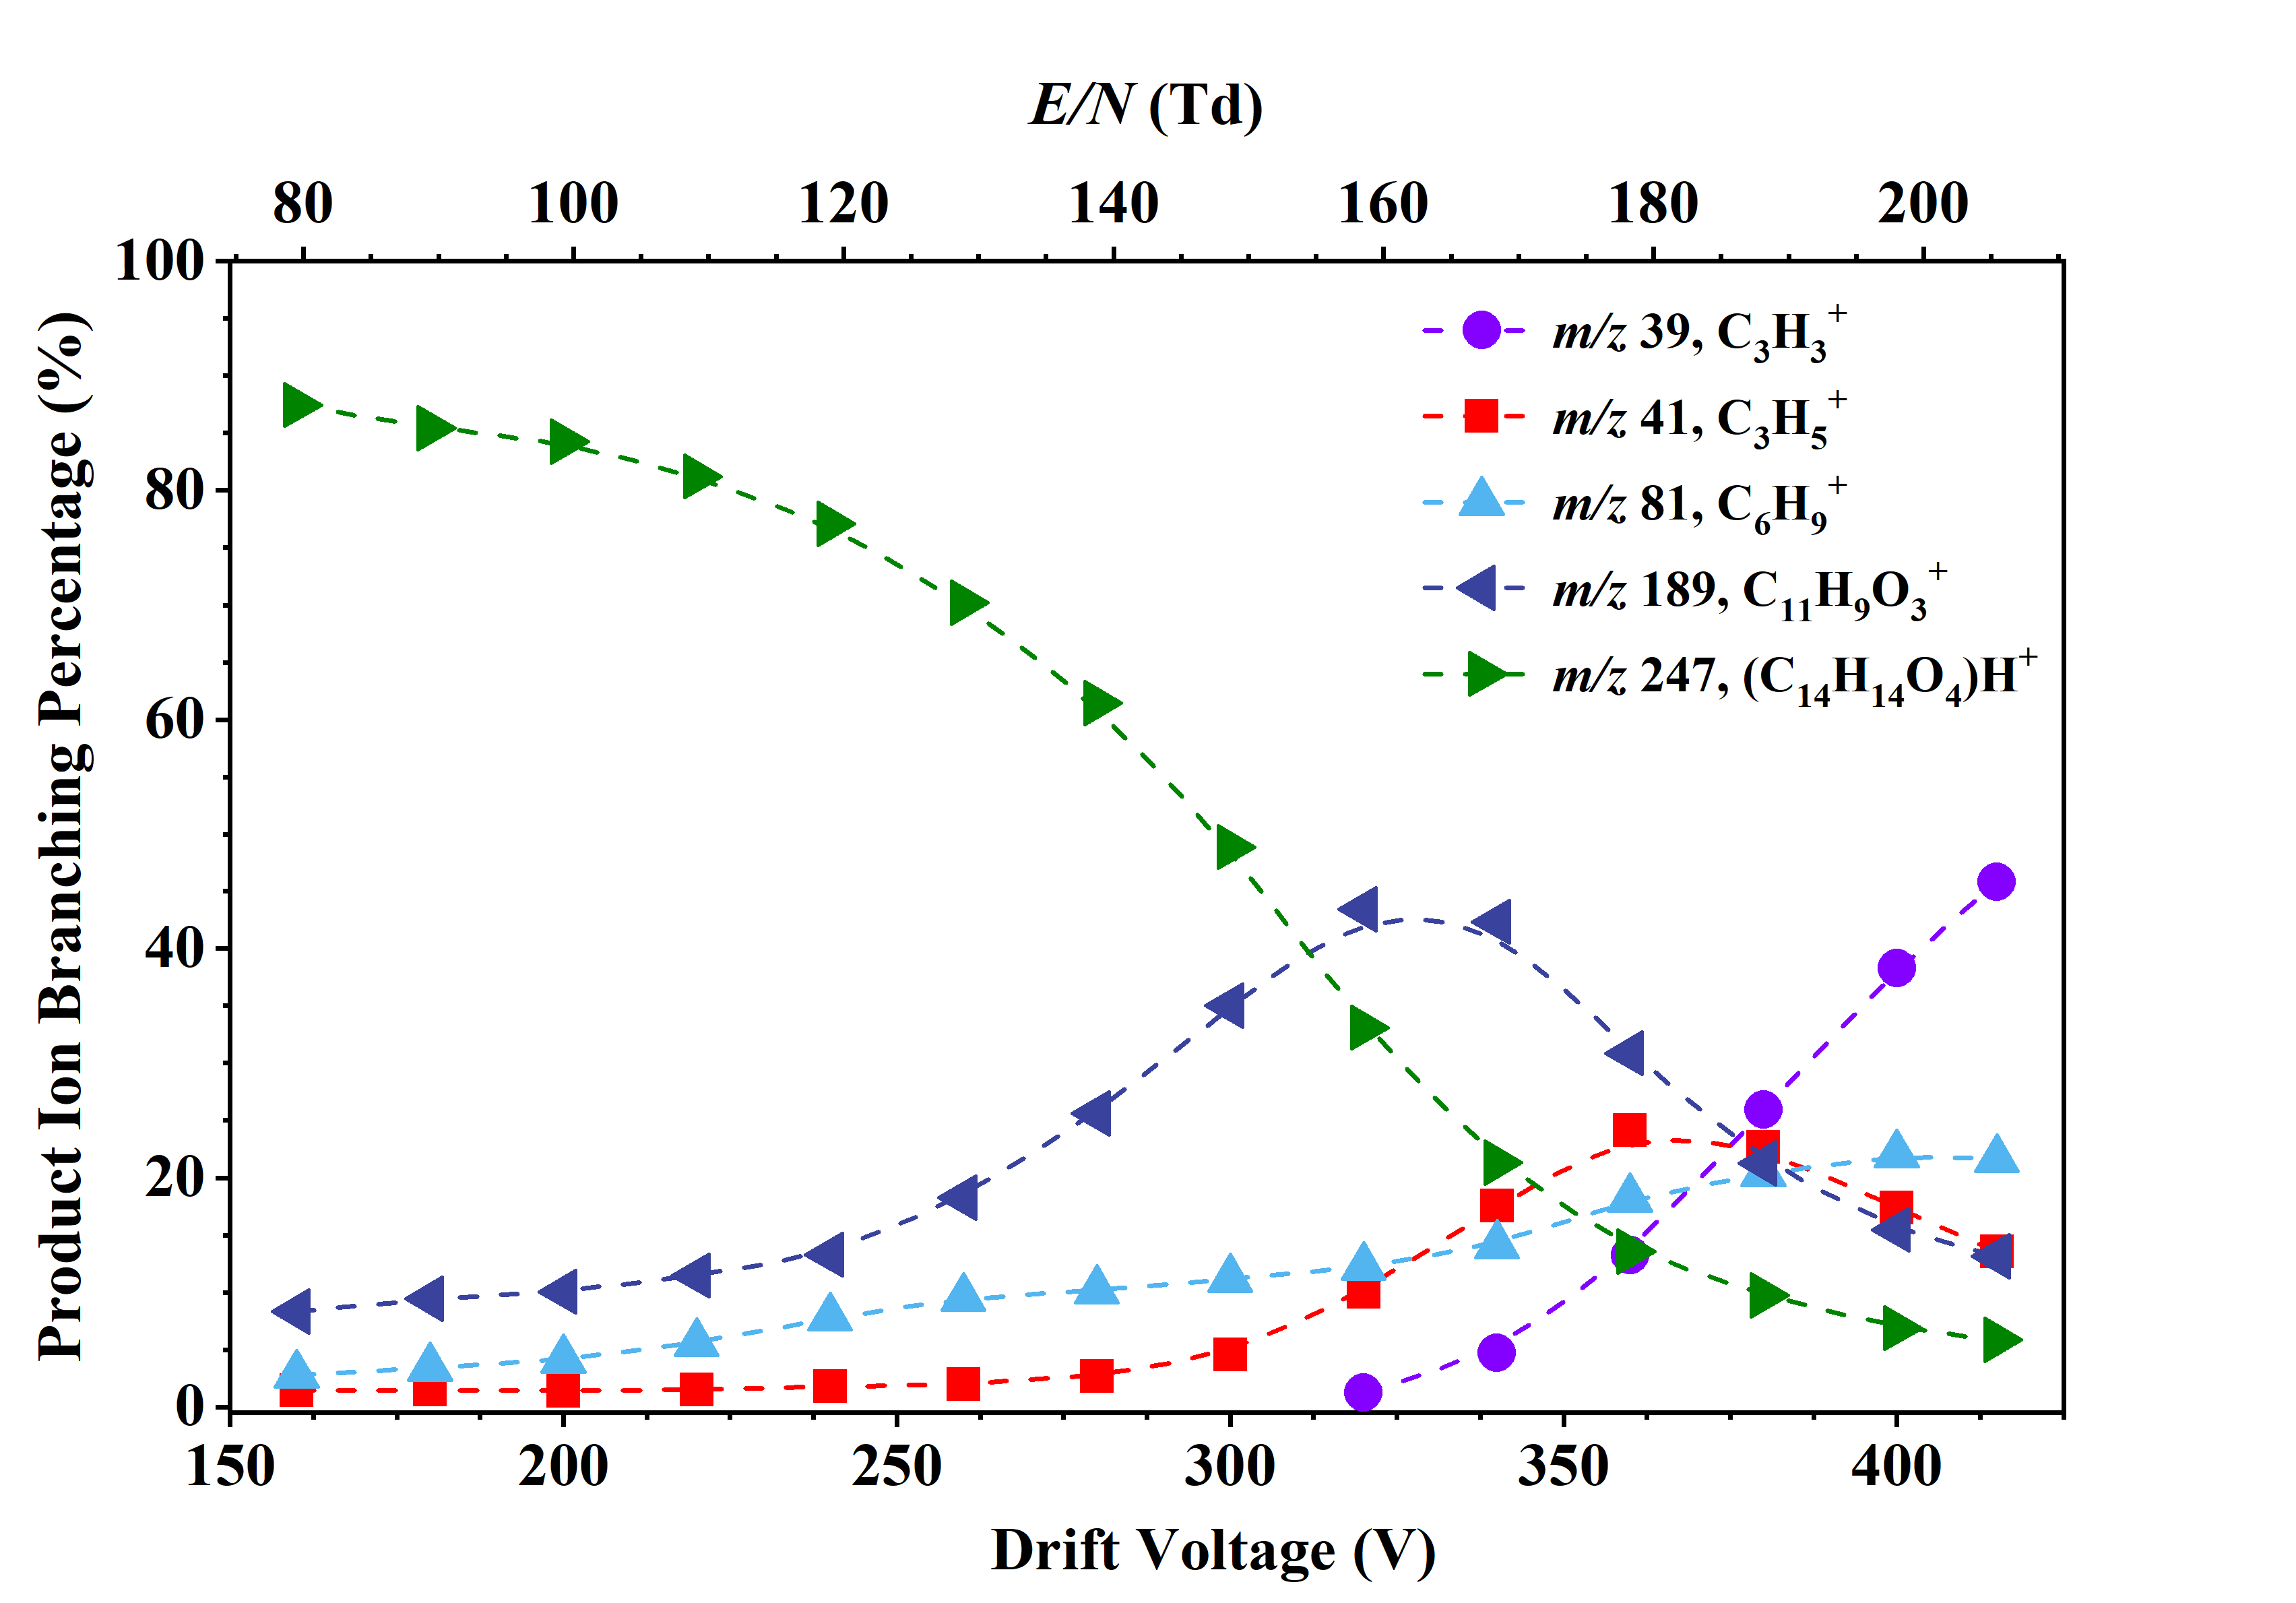 E/N (Td)
80 100 120 140 160 180 200
100
80
60
40
20
0
Product Ion Branching Percentage (%)
m/z 39, C₃H₃⁺
m/z 41, C₃H₅⁺
m/z 81, C₆H₉⁺
m/z 189, C₁₁H₉O₃⁺
m/z 247, (C₁₄H₁₄O₄)H⁺
150 200 250 300 350 400
Drift Voltage (V)